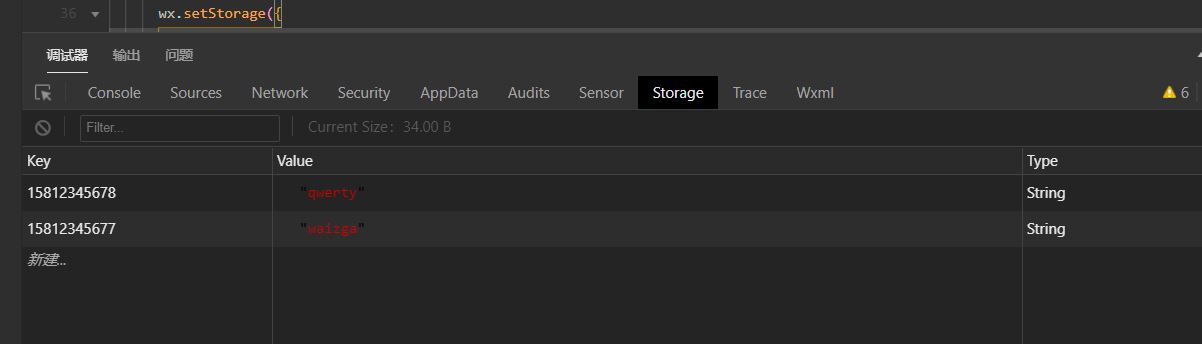 36 wx.setStorage({
调试器 输出 问题
Console Sources Network Security AppData Audits Sensor Storage Trace Wxml 6
Filter... Current Size: 34.00 B
Key Value Type
15812345678 "qwerty" String
15812345677 "waizga" String
新建...